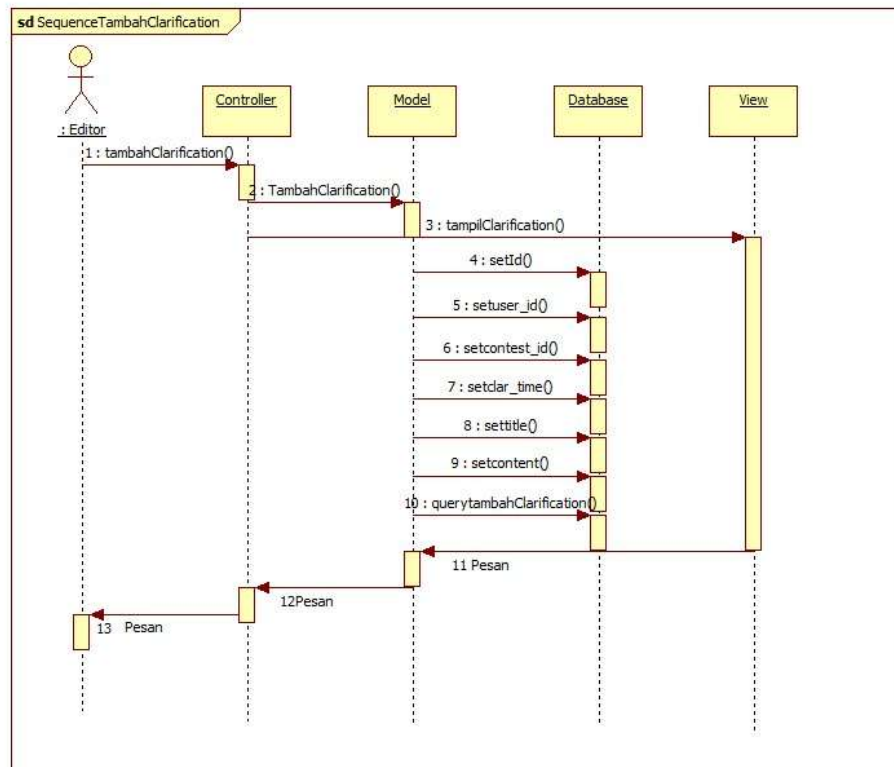 sd SequenceTambahClarification
Controller
Model
Database
View
: Editor
1 : tambahClarification()
2 : TambahClarification()
3 : tampilClarification()
4 : setId()
5 : setuser_id()
6 : setcontest_id()
7 : setclar_time()
8 : settitle()
9 : setcontent()
10 : querytambahClarification()
11 Pesan
12Pesan
13 Pesan